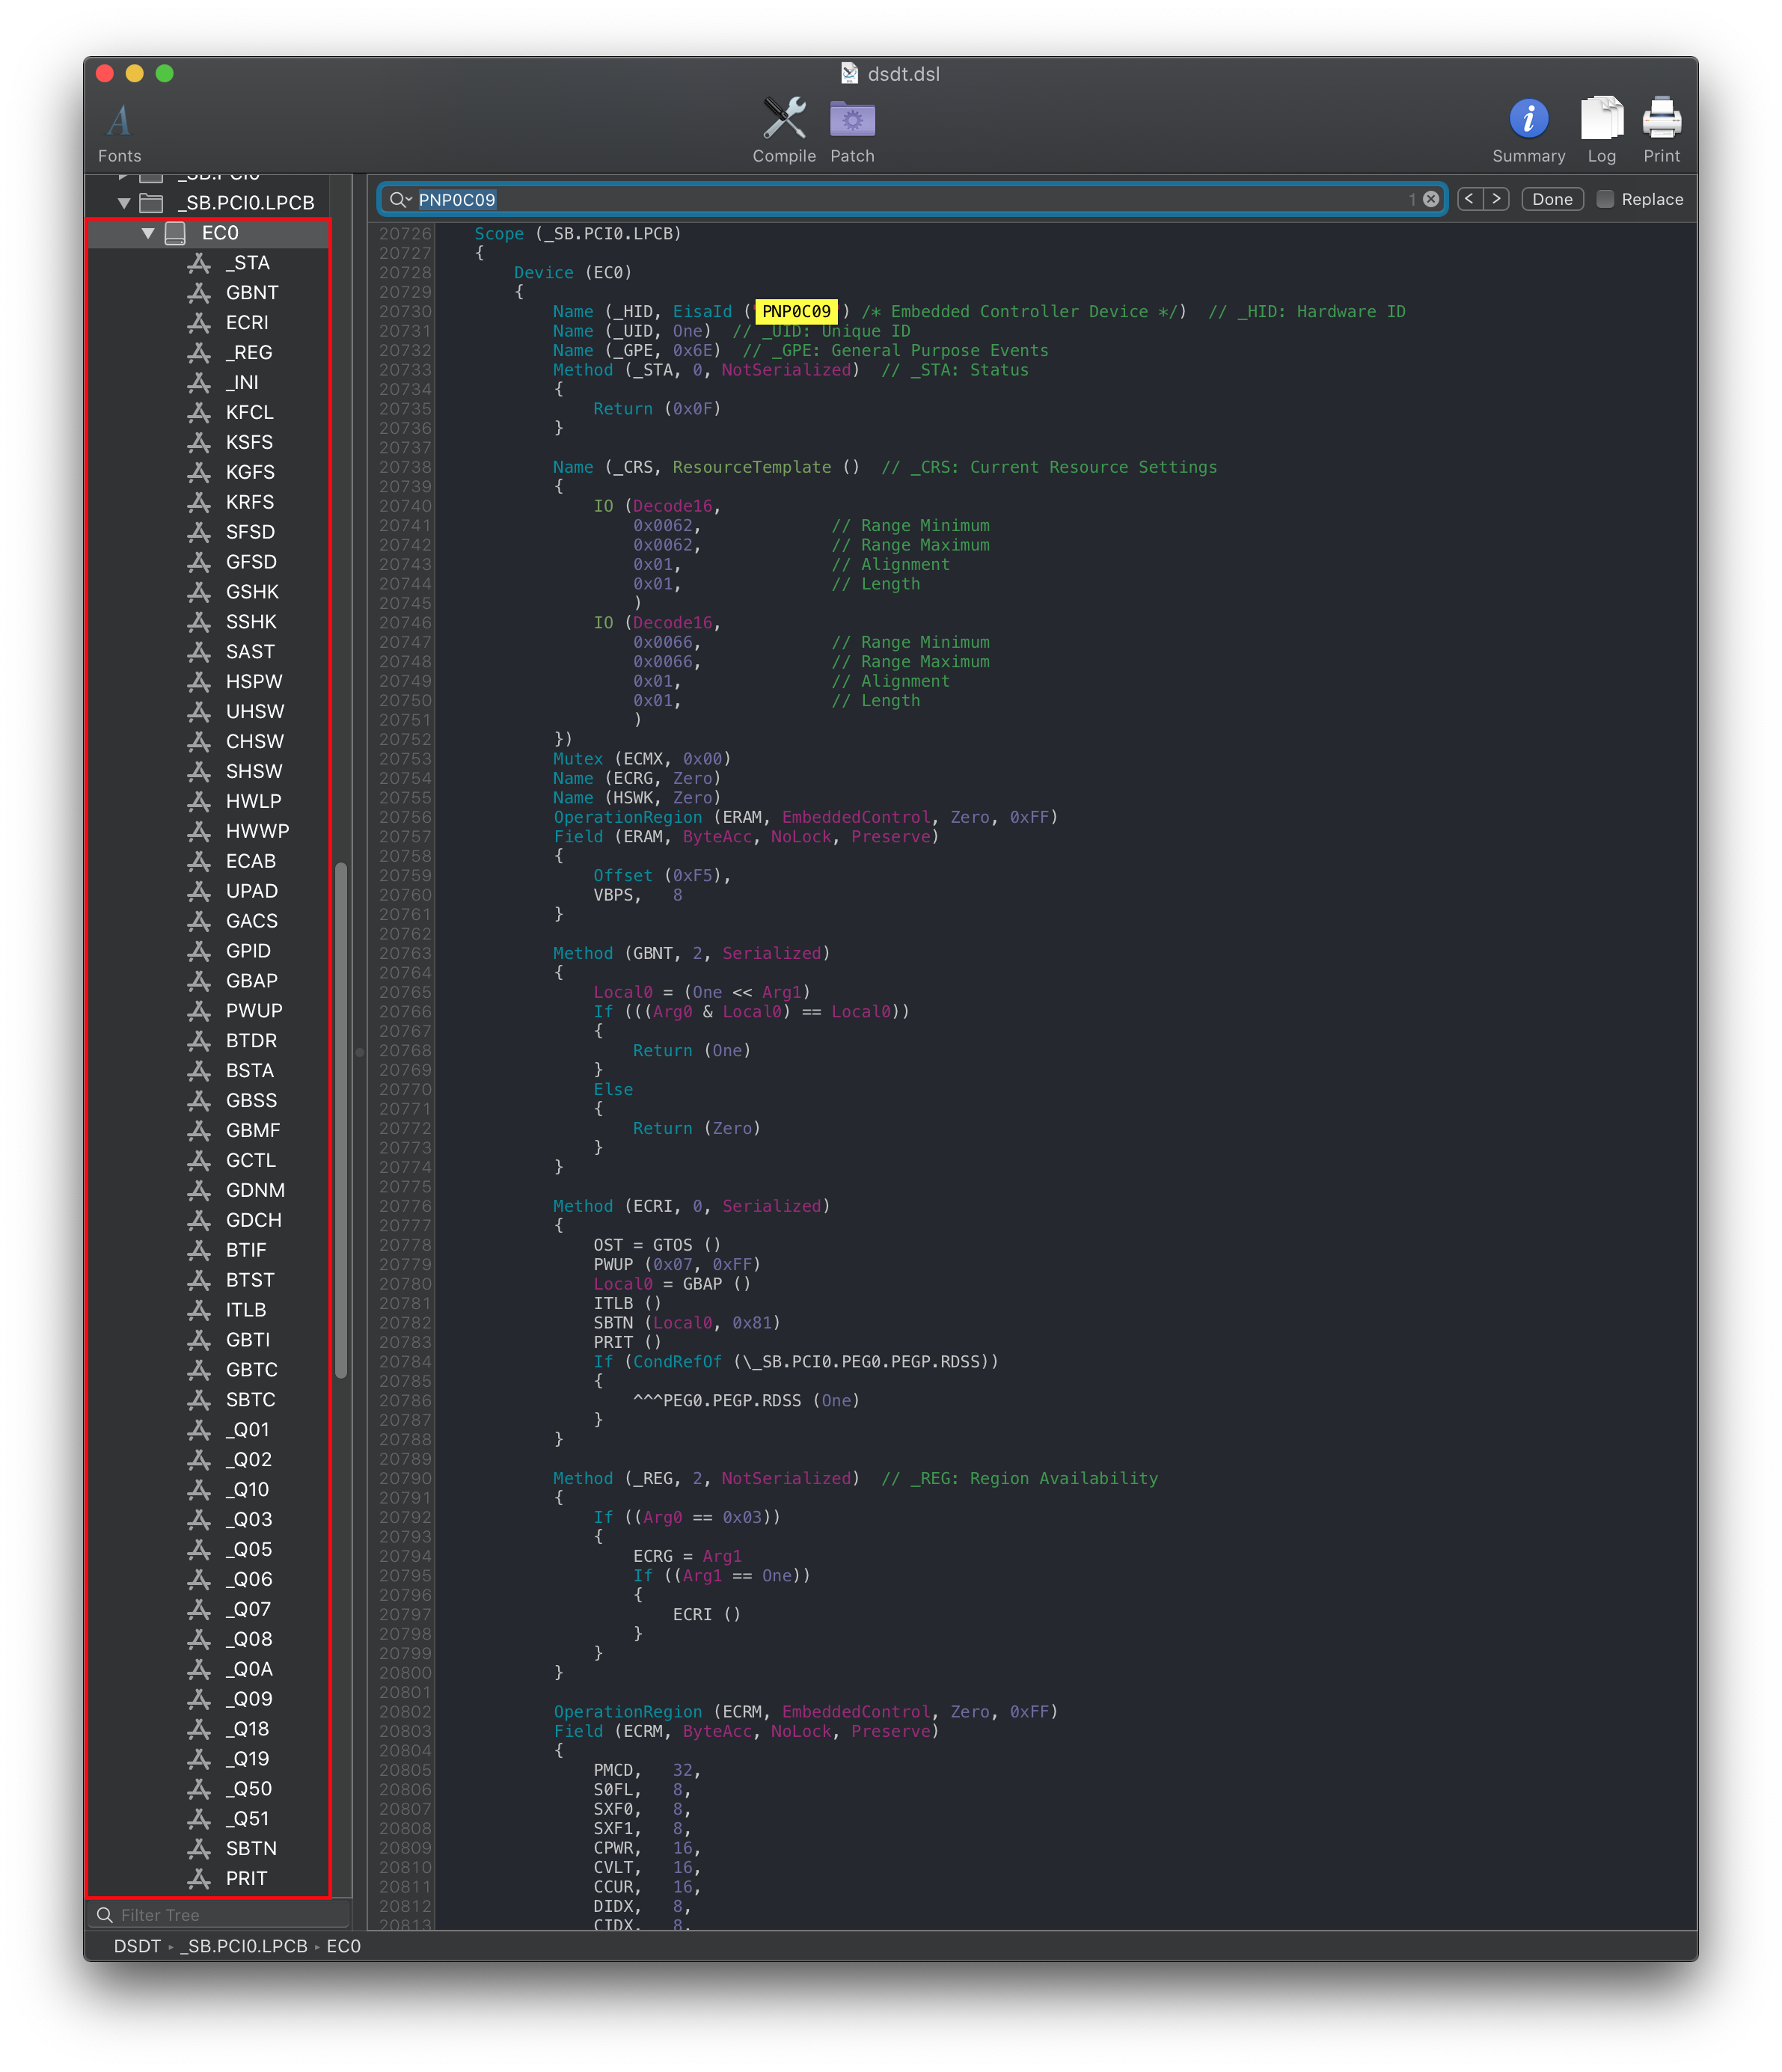 dsdt.dsl
Fonts
Compile
Patch
Summary
Log
Print
_SB.PCI0
_SB.PCI0.LPCB
EC0
_STA
GBNT
ECRI
_REG
_INI
KFCL
KSFS
KGFS
KRFS
SFSD
GFSD
GSHK
SSHK
SAST
HSPW
UHSW
CHSW
SHSW
HWLP
HWWP
ECAB
UPAD
GACS
GPID
GBAP
PWUP
BTDR
BSTA
GBSS
GBMF
GCTL
GDNM
GDCH
BTIF
BTST
ITLB
GBTI
GBTC
SBTC
_Q01
_Q02
_Q10
_Q03
_Q05
_Q06
_Q07
_Q08
_Q0A
_Q09
_Q18
_Q19
_Q50
_Q51
SBTN
PRIT
Filter Tree
DSDT ▸ _SB.PCI0.LPCB ▸ EC0
PNP0C09 1 < > Done Replace
20726 Scope (_SB.PCI0.LPCB)
20727 {
20728 Device (EC0)
20729 {
20730 Name (_HID, EisaId (PNP0C09) /* Embedded Controller Device */) // _HID: Hardware ID
20731 Name (_UID, One) // _UID: Unique ID
20732 Name (_GPE, 0x6E) // _GPE: General Purpose Events
20733 Method (_STA, 0, NotSerialized) // _STA: Status
20734 {
20735 Return (0x0F)
20736 }
20737
20738 Name (_CRS, ResourceTemplate () // _CRS: Current Resource Settings
20739 {
20740 IO (Decode16,
20741 0x0062, // Range Minimum
20742 0x0062, // Range Maximum
20743 0x01, // Alignment
20744 0x01, // Length
20745 )
20746 IO (Decode16,
20747 0x0066, // Range Minimum
20748 0x0066, // Range Maximum
20749 0x01, // Alignment
20750 0x01, // Length
20751 )
20752 })
20753 Mutex (ECMX, 0x00)
20754 Name (ECRG, Zero)
20755 Name (HSWK, Zero)
20756 OperationRegion (ERAM, EmbeddedControl, Zero, 0xFF)
20757 Field (ERAM, ByteAcc, NoLock, Preserve)
20758 {
20759 Offset (0xF5),
20760 VBPS, 8
20761 }
20762
20763 Method (GBNT, 2, Serialized)
20764 {
20765 Local0 = (One << Arg1)
20766 If (((Arg0 & Local0) == Local0))
20767 {
20768 Return (One)
20769 }
20770 Else
20771 {
20772 Return (Zero)
20773 }
20774 }
20775
20776 Method (ECRI, 0, Serialized)
20777 {
20778 OST = GTOS ()
20779 PWUP (0x07, 0xFF)
20780 Local0 = GBAP ()
20781 ITLB ()
20782 SBTN (Local0, 0x81)
20783 PRIT ()
20784 If (CondRefOf (\_SB.PCI0.PEG0.PEGP.RDSS))
20785 {
20786 ^^^PEG0.PEGP.RDSS (One)
20787 }
20788 }
20789
20790 Method (_REG, 2, NotSerialized) // _REG: Region Availability
20791 {
20792 If ((Arg0 == 0x03))
20793 {
20794 ECRG = Arg1
20795 If ((Arg1 == One))
20796 {
20797 ECRI ()
20798 }
20799 }
20800 }
20801
20802 OperationRegion (ECRM, EmbeddedControl, Zero, 0xFF)
20803 Field (ECRM, ByteAcc, NoLock, Preserve)
20804 {
20805 PMCD, 32,
20806 S0FL, 8,
20807 SXF0, 8,
20808 SXF1, 8,
20809 CPWR, 16,
20810 CVLT, 16,
20811 CCUR, 16,
20812 DIDX, 8,
20813 CIDX, 8,